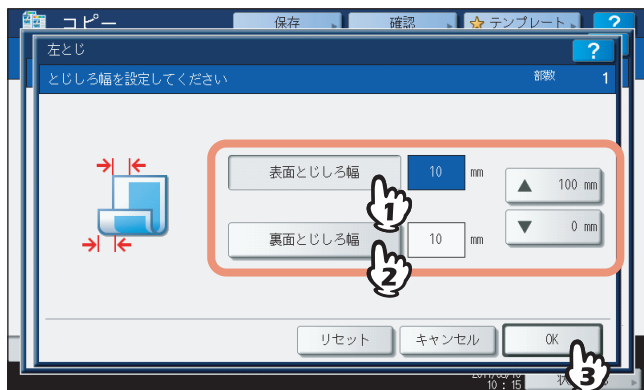 コピー 保存 確認 テンプレート ?
左とじ ?
とじしろ幅を設定してください 部数 1
表面とじしろ幅 10 mm ▲ 100 mm
1
裏面とじしろ幅 10 mm ▼ 0 mm
2
リセット キャンセル OK
3
10:15